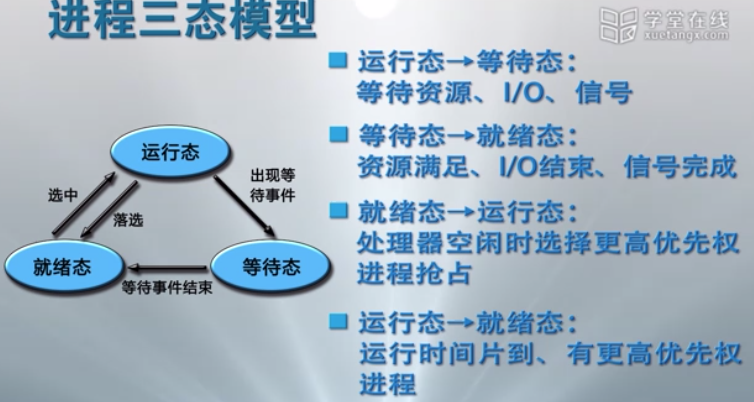 进程三态模型
学堂在线
xuetangx.com
运行态→等待态：
等待资源、I/O、信号
等待态→就绪态：
资源满足、I/O结束、信号完成
就绪态→运行态：
处理器空闲时选择更高优先权
进程抢占
运行态→就绪态：
运行时间片到、有更高优先权
进程
运行态
选中
落选
出现等
待事件
就绪态
等待态
等待事件结束